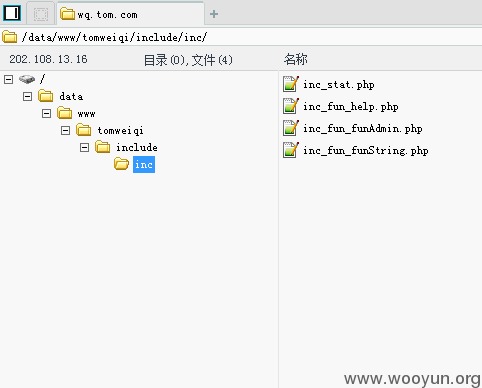 wq.tom.com
/data/www/tomweiqi/include/inc/
202.108.13.16 目录(0),文件(4) 名称
/
data
www
tomweiqi
include
inc
inc_stat.php
inc_fun_help.php
inc_fun_funAdmin.php
inc_fun_funString.php
www.wooyun.org